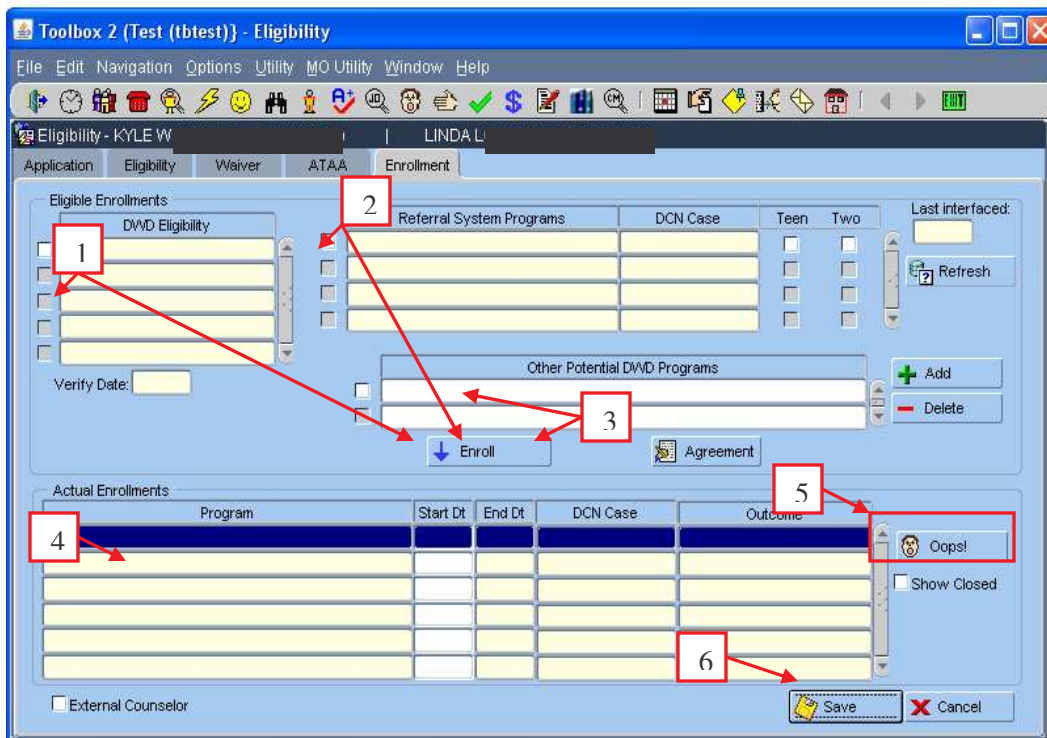 Toolbox 2 (Test (tbtest)} - Eligibility
File Edit Navigation Options Utility MO Utility Window Help
A+ JD $ CM EXIT
Eligibility - KYLE W | LINDA L
Application Eligibility Waiver ATAA Enrollment
Eligible Enrollments
DWD Eligibility
Referral System Programs DCN Case Teen Two
Last interfaced:
1
2
Refresh
Verify Date:
Other Potential DWD Programs
Add
3
Delete
Enroll Agreement
Actual Enrollments
5
Program Start Dt End Dt DCN Case Outcome
4
Oops!
Show Closed
6
External Counselor
Save Cancel